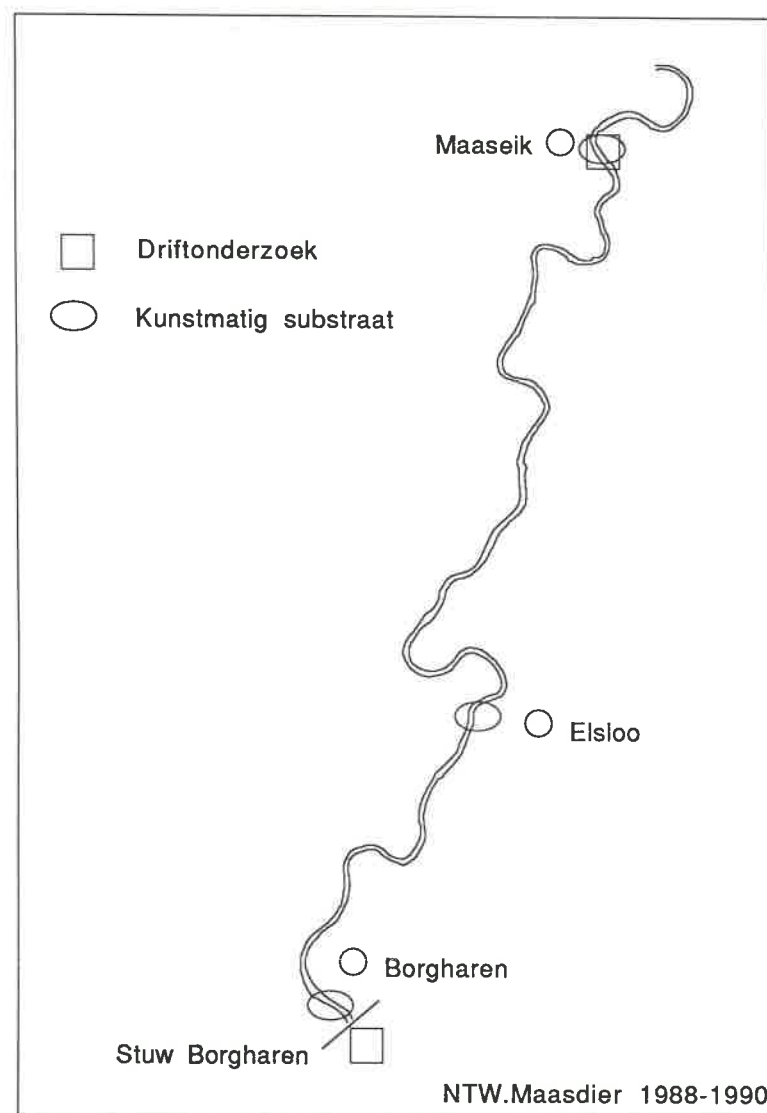 Maaseik
Driftonderzoek
Kunstmatig substraat
Elsloo
Borgharen
Stuw Borgharen
NTW.Maasdier 1988-1990